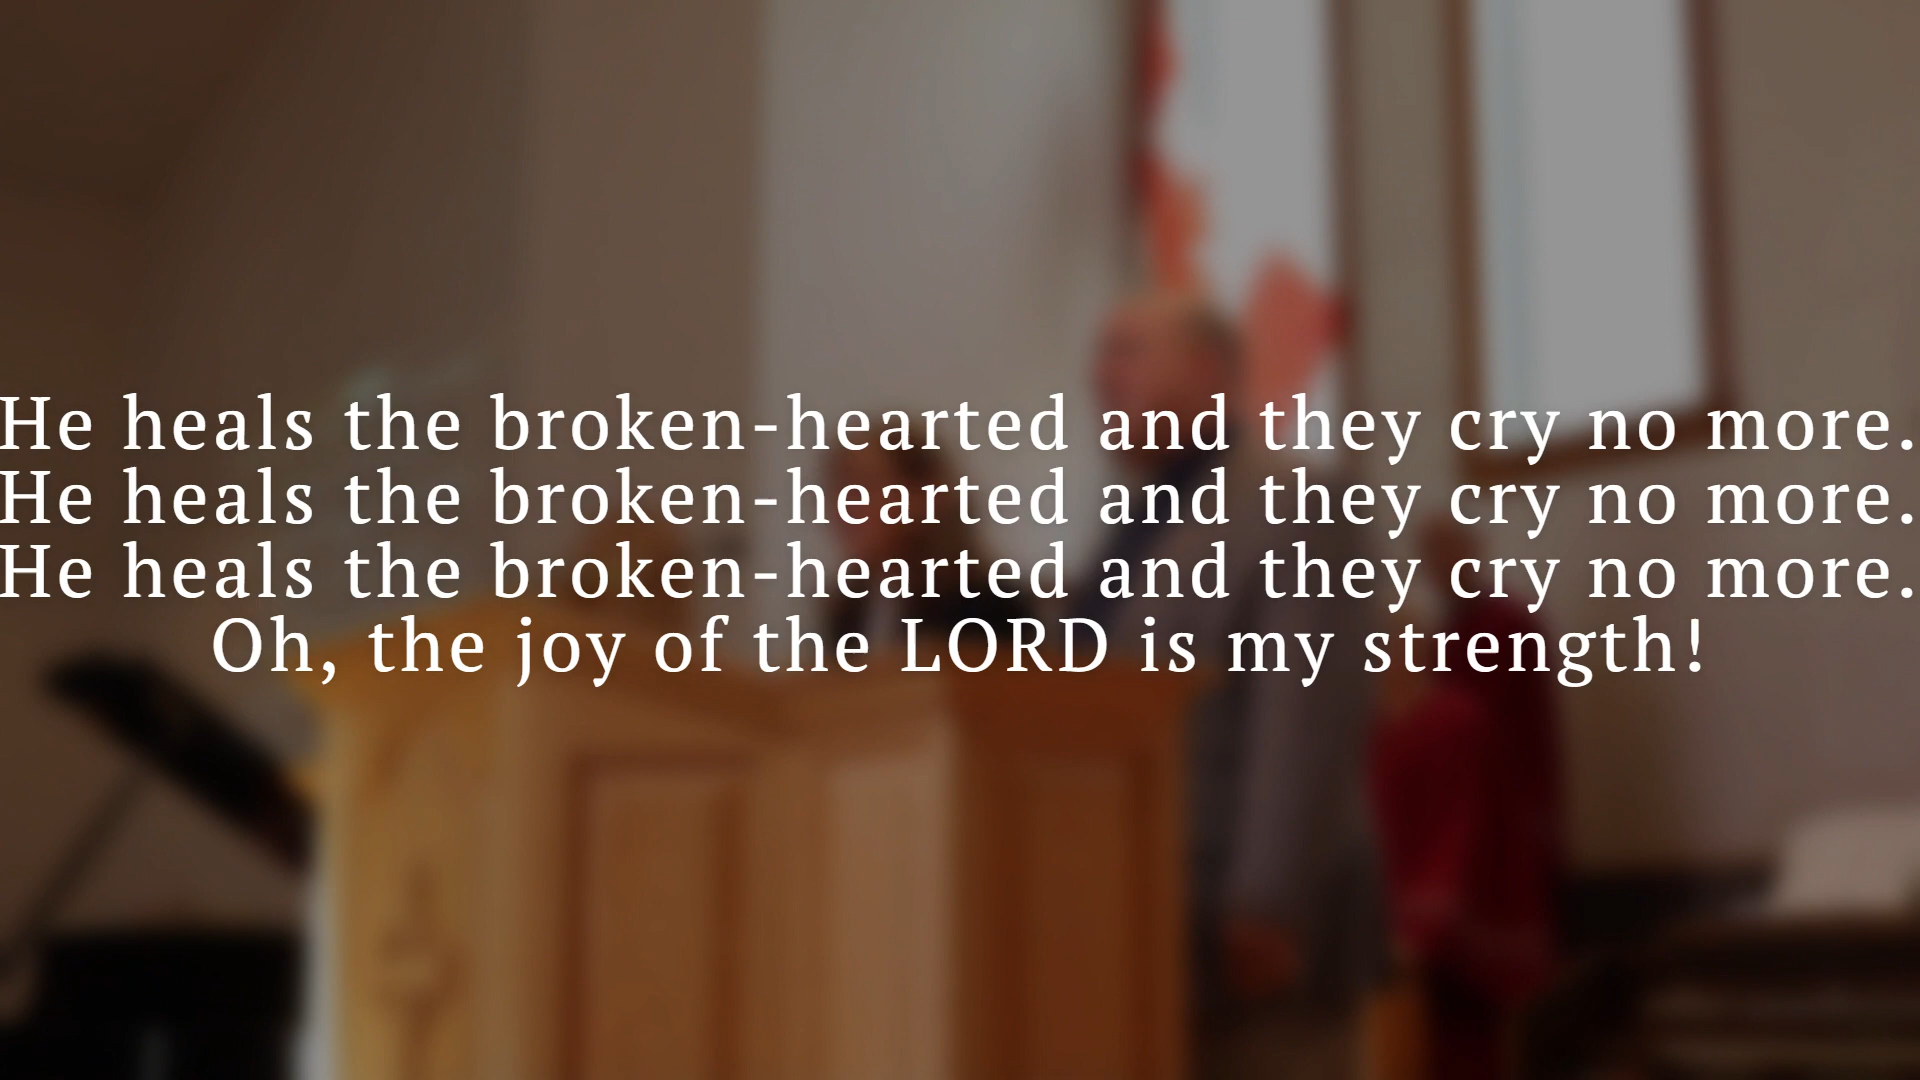 He heals the broken-hearted and they cry no more.
He heals the broken-hearted and they cry no more.
He heals the broken-hearted and they cry no more.
Oh, the joy of the LORD is my strength!